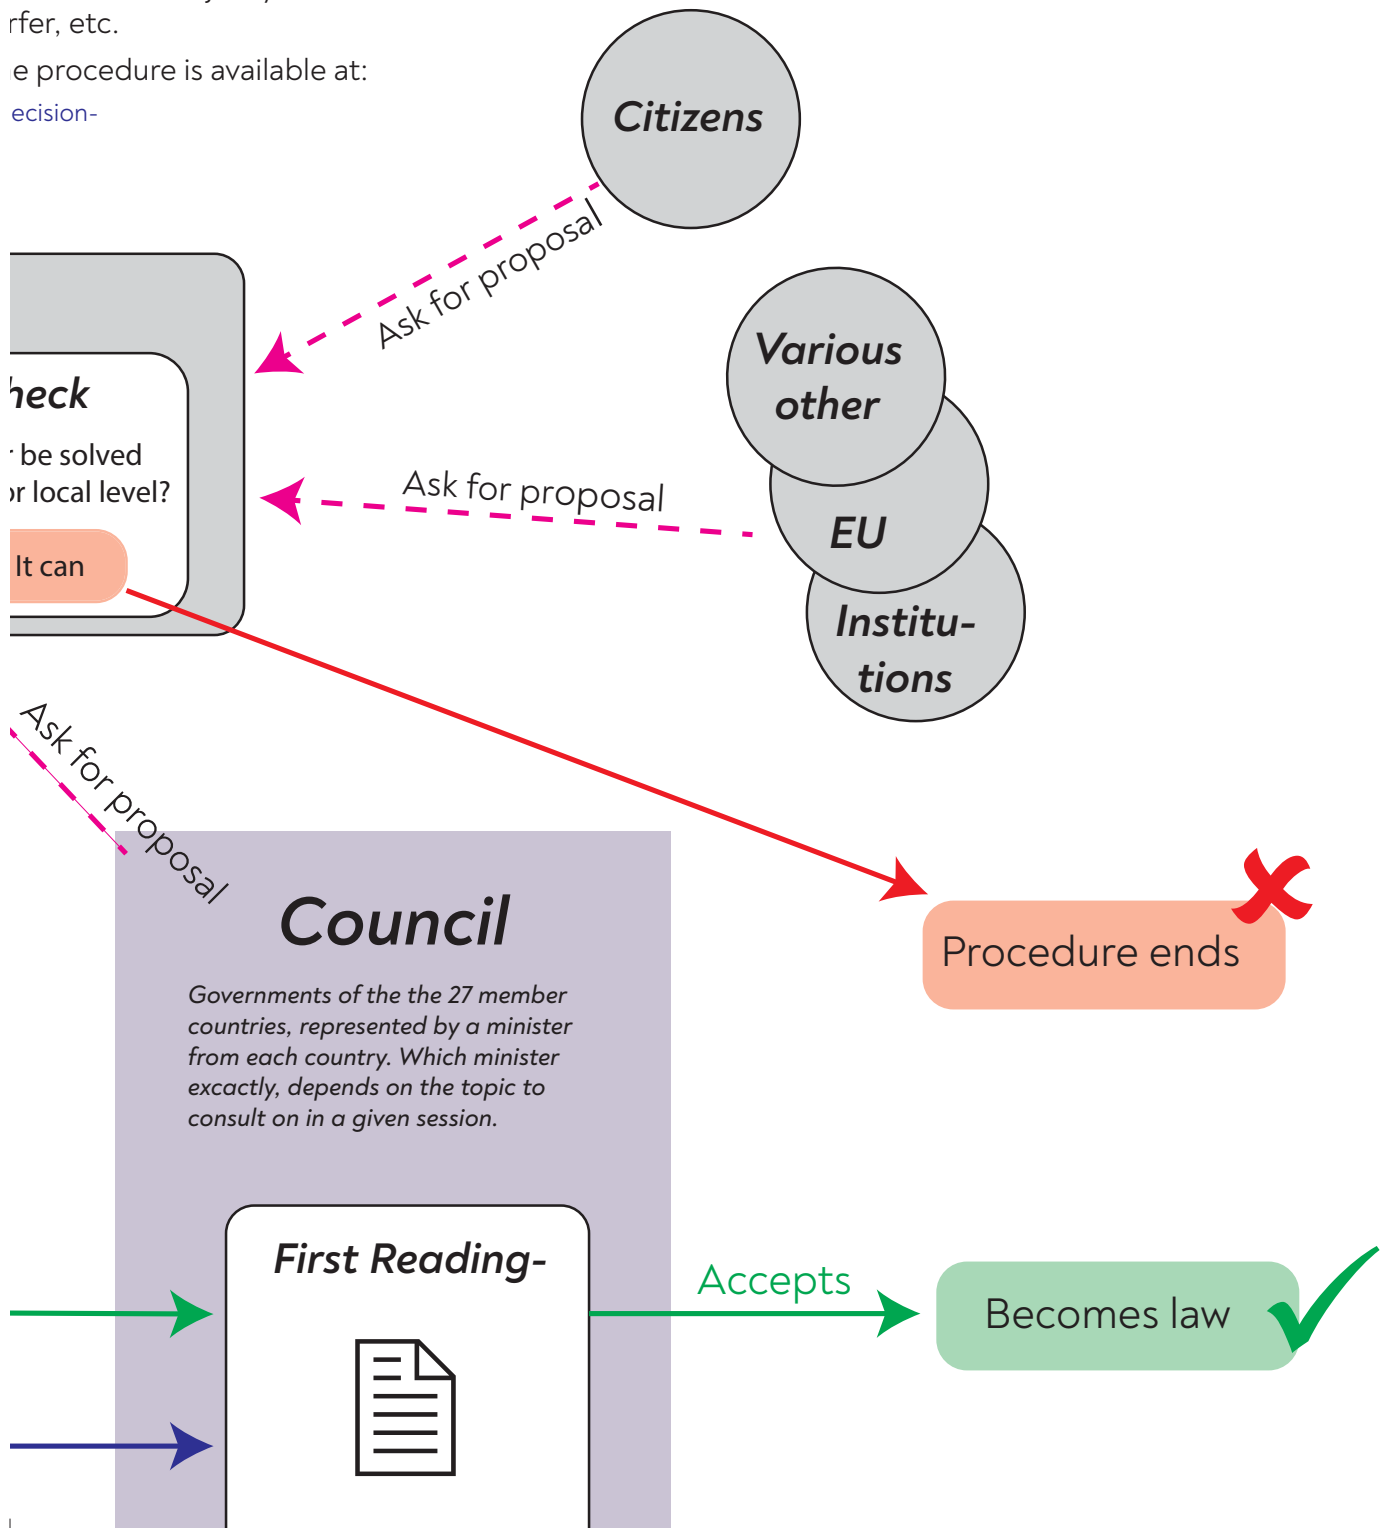 rfer, etc.
e procedure is available at:
ecision-
Citizens
Ask for proposal
Various
other
EU
Institu-
tions
heck
be solved
or local level?
It can
Ask for proposal
Ask for proposal
Procedure ends
Council
Governments of the the 27 member
countries, represented by a minister
from each country. Which minister
excactly, depends on the topic to
consult on in a given session.
First Reading-
Accepts
Becomes law